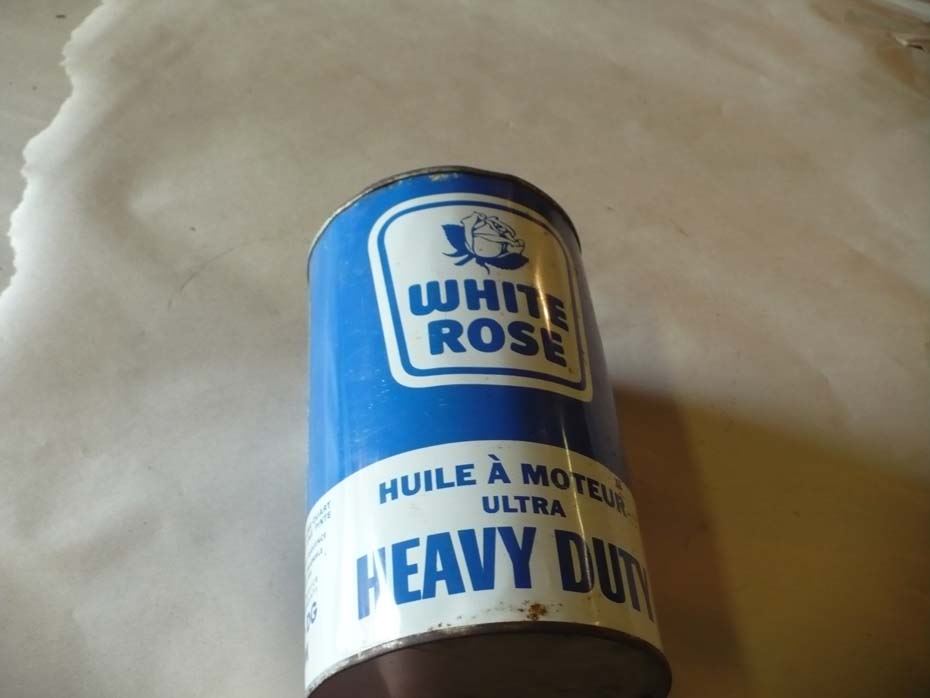 WHITE
ROSE
HUILE À MOTEUR
ULTRA
HEAVY DUTY